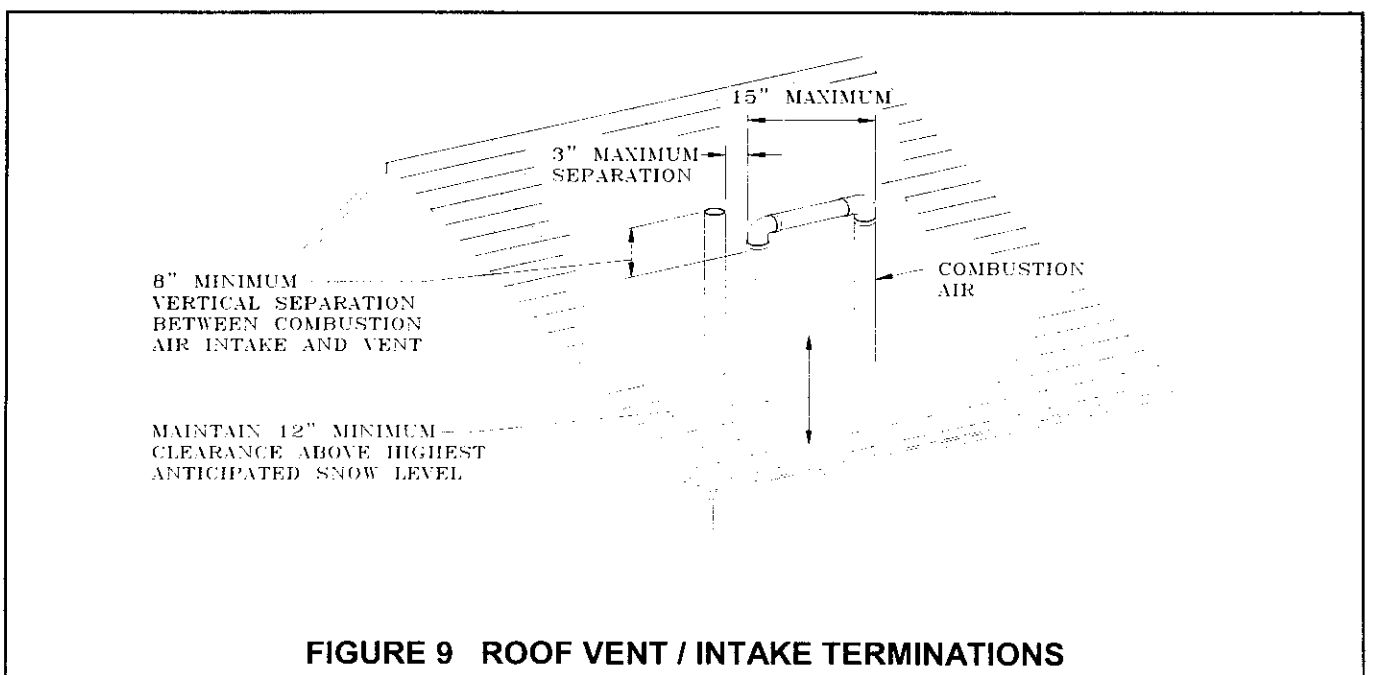 15" MAXIMUM
3" MAXIMUM
SEPARATION
8" MINIMUM
VERTICAL SEPARATION
BETWEEN COMBUSTION
AIR INTAKE AND VENT
COMBUSTION
AIR
MAINTAIN 12" MINIMUM
CLEARANCE ABOVE HIGHEST
ANTICIPATED SNOW LEVEL
FIGURE 9 ROOF VENT / INTAKE TERMINATIONS